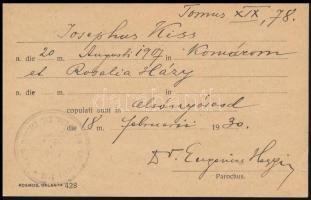 Tomus XIX, 78.
Josephus Kiss
n. die 20 m. Augusti 1907 in Komárom
et Rosalia Házy
n. die m. in
copulati sunt in Alsónyárasd
die 18 m. februarii 1930.
Dr. Eugenius
Parochus.
KOSMOS, GALANTA 428